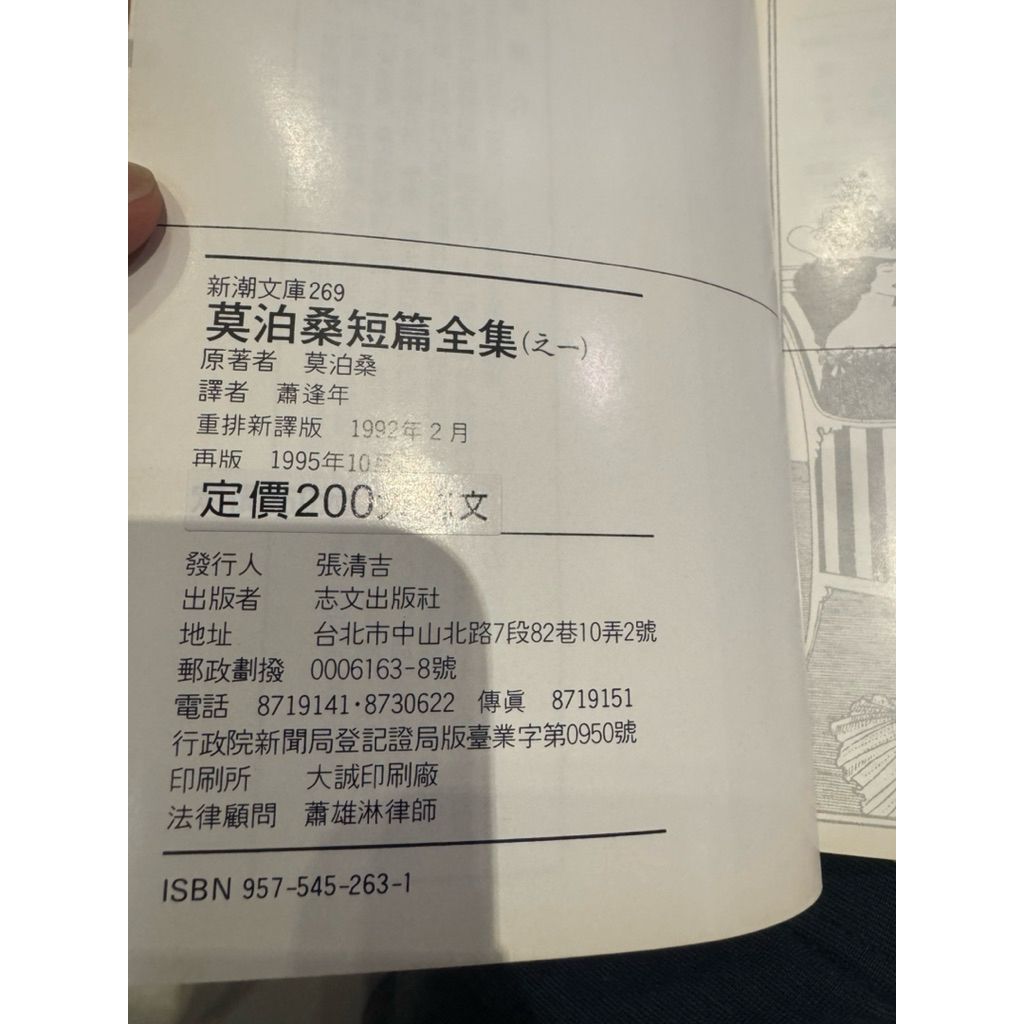 新潮文庫269
莫泊桑短篇全集(之一)
原著者 莫泊桑
譯者 蕭逢年
重排新譯版 1992年2月
再版 1995年10月
定價200 文
發行人 張清吉
出版者 志文出版社
地址 台北市中山北路7段82巷10弄2號
郵政劃撥 0006163-8號
電話 8719141·8730622 傳眞 8719151
行政院新聞局登記證局版臺業字第0950號
印刷所 大誠印刷廠
法律顧問 蕭雄淋律師
ISBN 957-545-263-1